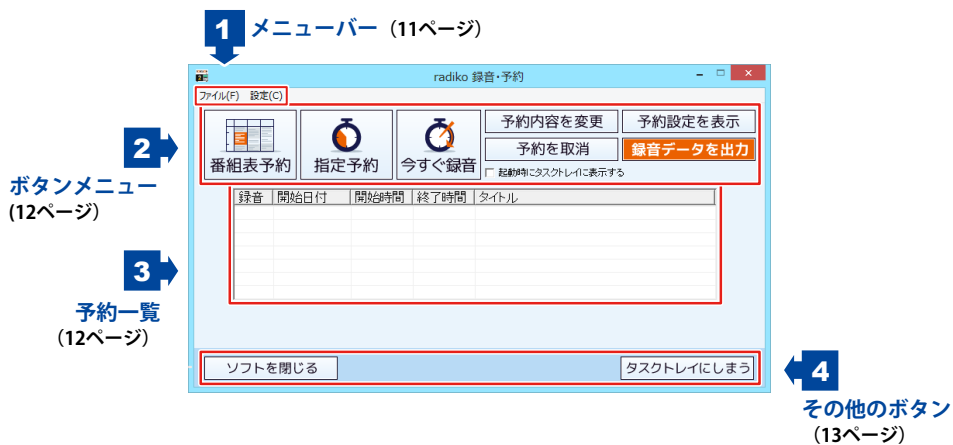 1 メニューバー（11ページ）
radiko 録音・予約
ファイル(F) 設定(C)
2
ボタンメニュー
(12ページ)
番組表予約 指定予約 今すぐ録音
予約内容を変更 予約設定を表示
予約を取消 録音データを出力
起動時にタスクトレイに表示する
録音 開始日付 開始時間 終了時間 タイトル
3
予約一覧
（12ページ）
ソフトを閉じる タスクトレイにしまう
4
その他のボタン
（13ページ）